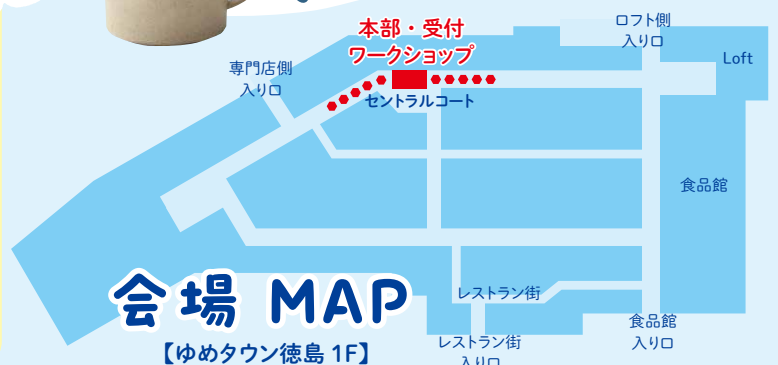 本部・受付
ワークショップ
ロフト側
入り口
Loft
専門店側
入り口
セントラルコート
食品館
レストラン街
会場 MAP
食品館
入り口
レストラン街
入り口
【ゆめタウン徳島 1F】